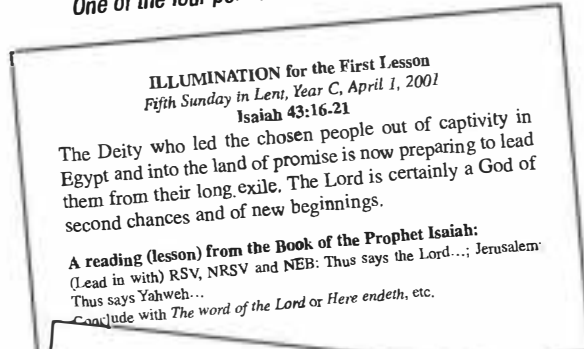 One of the four
ILLUMINATION for the First Lesson
Fifth Sunday in Lent, Year C, April 1, 2001
Isaiah 43:16-21
The Deity who led the chosen people out of captivity in
Egypt and into the land of promise is now preparing to lead
them from their long exile. The Lord is certainly a God of
second chances and of new beginnings.
A reading (lesson) from the Book of the Prophet Isaiah:
(Lead in with) RSV, NRSV and NEB: Thus says the Lord...; Jerusalem:
Thus says Yahweh...
Conclude with The word of the Lord or Here endeth, etc.